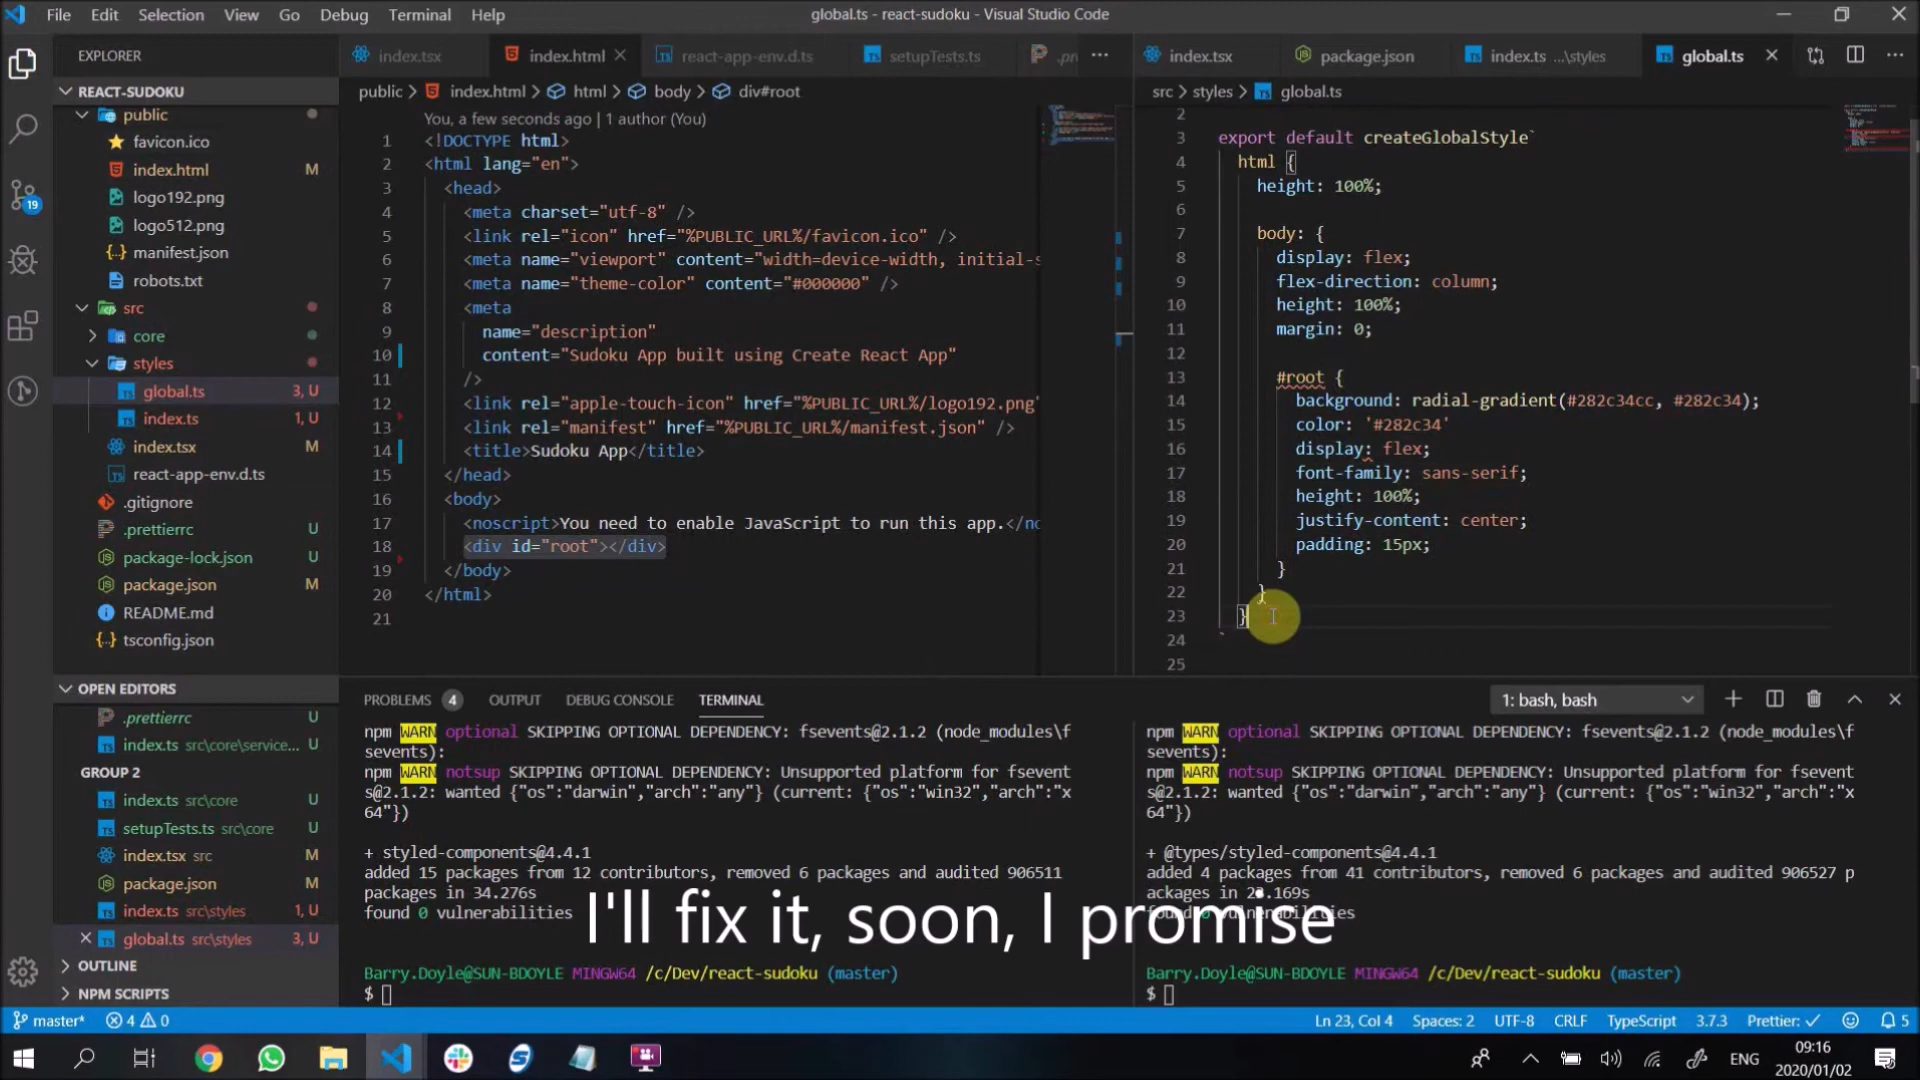 File Edit Selection View Go Debug Terminal Help
global.ts - react-sudoku - Visual Studio Code
EXPLORER
REACT-SUDOKU
public
favicon.ico
index.html M
logo192.png
logo512.png
manifest.json
robots.txt
src
core
styles
global.ts 3, U
index.ts 1, U
index.tsx M
react-app-env.d.ts
.gitignore
.prettierrc U
package-lock.json U
package.json M
README.md
tsconfig.json
OPEN EDITORS
.prettierrc U
index.ts src\core\service... U
GROUP 2
index.ts src\core U
setupTests.ts src\core U
index.tsx src M
package.json M
index.ts src\styles 1, U
global.ts src\styles 3, U
OUTLINE
NPM SCRIPTS
19
index.tsx index.html react-app-env.d.ts setupTests.ts .pr ...
public > index.html > html > body > div#root
You, a few seconds ago | 1 author (You)
1 <!DOCTYPE html>
2 <html lang="en">
3 <head>
4 <meta charset="utf-8" />
5 <link rel="icon" href="%PUBLIC_URL%/favicon.ico" />
6 <meta name="viewport" content="width=device-width, initial-s
7 <meta name="theme-color" content="#000000" />
8 <meta
9 name="description"
10 content="Sudoku App built using Create React App"
11 />
12 <link rel="apple-touch-icon" href="%PUBLIC_URL%/logo192.png"
13 <link rel="manifest" href="%PUBLIC_URL%/manifest.json" />
14 <title>Sudoku App</title>
15 </head>
16 <body>
17 <noscript>You need to enable JavaScript to run this app.</no
18 <div id="root"></div>
19 </body>
20 </html>
21
index.tsx package.json index.ts ...\styles global.ts
src > styles > global.ts
2
3 export default createGlobalStyle`
4 html {
5 height: 100%;
6
7 body: {
8 display: flex;
9 flex-direction: column;
10 height: 100%;
11 margin: 0;
12
13 #root {
14 background: radial-gradient(#282c34cc, #282c34);
15 color: '#282c34'
16 display: flex;
17 font-family: sans-serif;
18 height: 100%;
19 justify-content: center;
20 padding: 15px;
21 }
22 }
23 }
24 `
25
PROBLEMS 4 OUTPUT DEBUG CONSOLE TERMINAL
1: bash, bash
npm WARN optional SKIPPING OPTIONAL DEPENDENCY: fsevents@2.1.2 (node_modules\f
sevents):
npm WARN notsup SKIPPING OPTIONAL DEPENDENCY: Unsupported platform for fsevent
s@2.1.2: wanted {"os":"darwin","arch":"any"} (current: {"os":"win32","arch":"x
64"})
+ styled-components@4.4.1
added 15 packages from 12 contributors, removed 6 packages and audited 906511
packages in 34.276s
found 0 vulnerabilities
Barry.Doyle@SUN-BDOYLE MINGW64 /c/Dev/react-sudoku (master)
$
npm WARN optional SKIPPING OPTIONAL DEPENDENCY: fsevents@2.1.2 (node_modules\f
sevents):
npm WARN notsup SKIPPING OPTIONAL DEPENDENCY: Unsupported platform for fsevent
s@2.1.2: wanted {"os":"darwin","arch":"any"} (current: {"os":"win32","arch":"x
64"})
+ @types/styled-components@4.4.1
added 4 packages from 41 contributors, removed 6 packages and audited 906527 p
ackages in 23.169s
found 0 vulnerabilities
Barry.Doyle@SUN-BDOYLE MINGW64 /c/Dev/react-sudoku (master)
$
I'll fix it, soon, I promise
master* 4 0
Ln 23, Col 4 Spaces: 2 UTF-8 CRLF TypeScript 3.7.3 Prettier: ✓ 5
ENG
09:16
2020/01/02